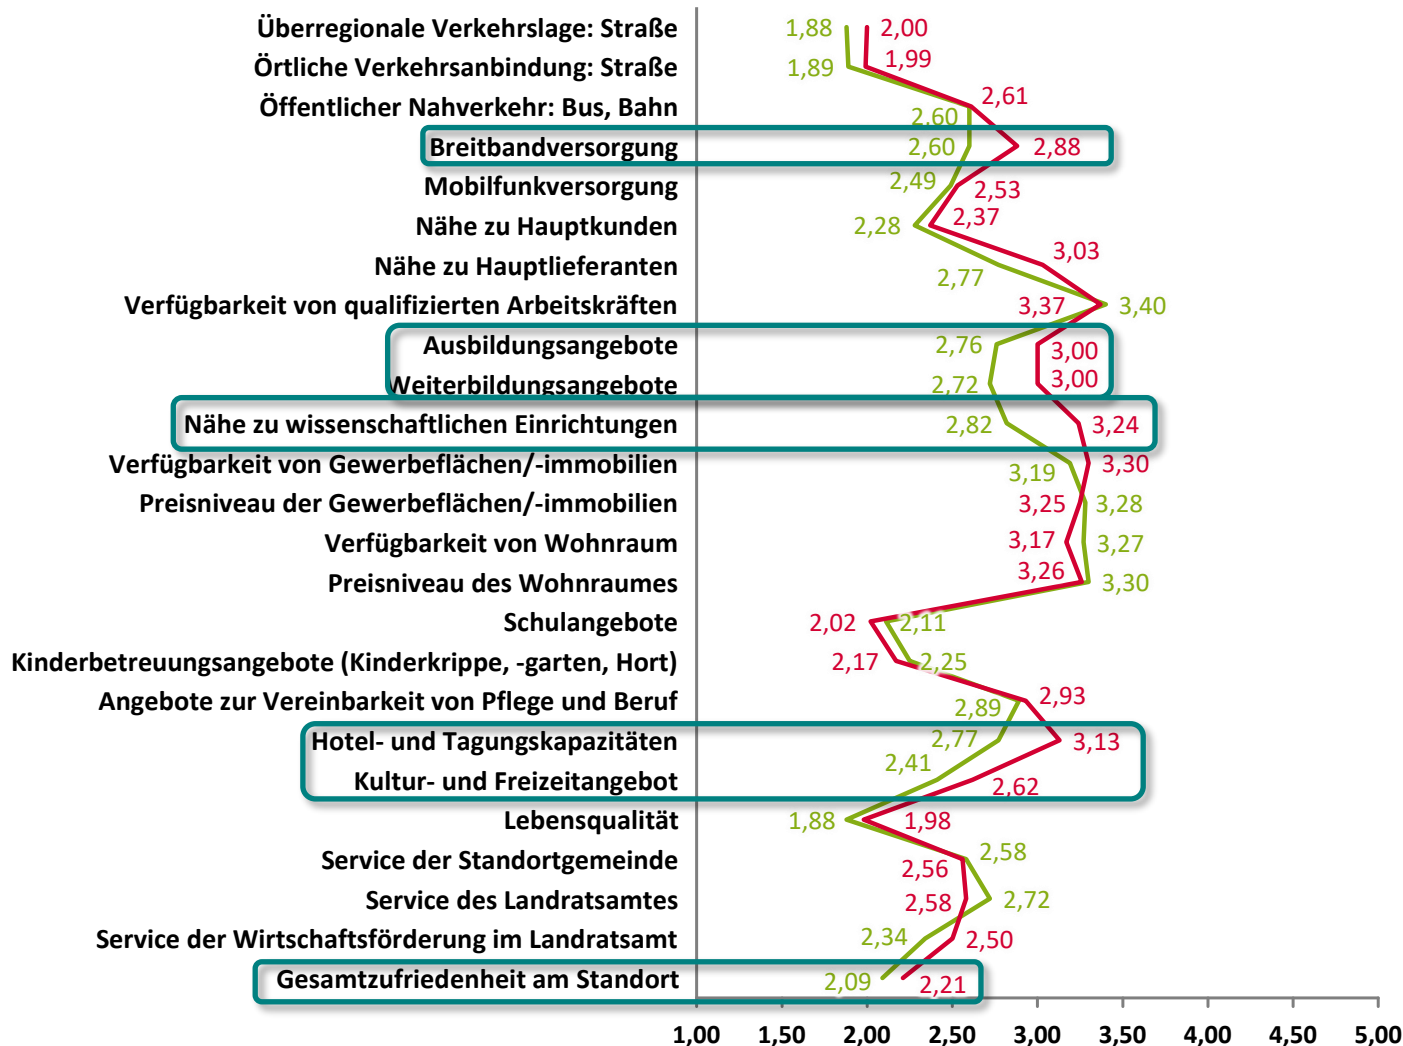 Überregionale Verkehrslage: Straße 1,88 2,00
Örtliche Verkehrsanbindung: Straße 1,89 1,99
Öffentlicher Nahverkehr: Bus, Bahn 2,60 2,61
Breitbandversorgung 2,60 2,88
Mobilfunkversorgung 2,49 2,53
Nähe zu Hauptkunden 2,28 2,37
Nähe zu Hauptlieferanten 2,77 3,03
Verfügbarkeit von qualifizierten Arbeitskräften 3,37 3,40
Ausbildungsangebote 2,76 3,00
Weiterbildungsangebote 2,72 3,00
Nähe zu wissenschaftlichen Einrichtungen 2,82 3,24
Verfügbarkeit von Gewerbeflächen/-immobilien 3,19 3,30
Preisniveau der Gewerbeflächen/-immobilien 3,25 3,28
Verfügbarkeit von Wohnraum 3,17 3,27
Preisniveau des Wohnraumes 3,26 3,30
Schulangebote 2,02 2,11
Kinderbetreuungsangebote (Kinderkrippe, -garten, Hort) 2,17 2,25
Angebote zur Vereinbarkeit von Pflege und Beruf 2,89 2,93
Hotel- und Tagungskapazitäten 2,77 3,13
Kultur- und Freizeitangebot 2,41 2,62
Lebensqualität 1,88 1,98
Service der Standortgemeinde 2,56 2,58
Service des Landratsamtes 2,58 2,72
Service der Wirtschaftsförderung im Landratsamt 2,34 2,50
Gesamtzufriedenheit am Standort 2,09 2,21
1,00 1,50 2,00 2,50 3,00 3,50 4,00 4,50 5,00